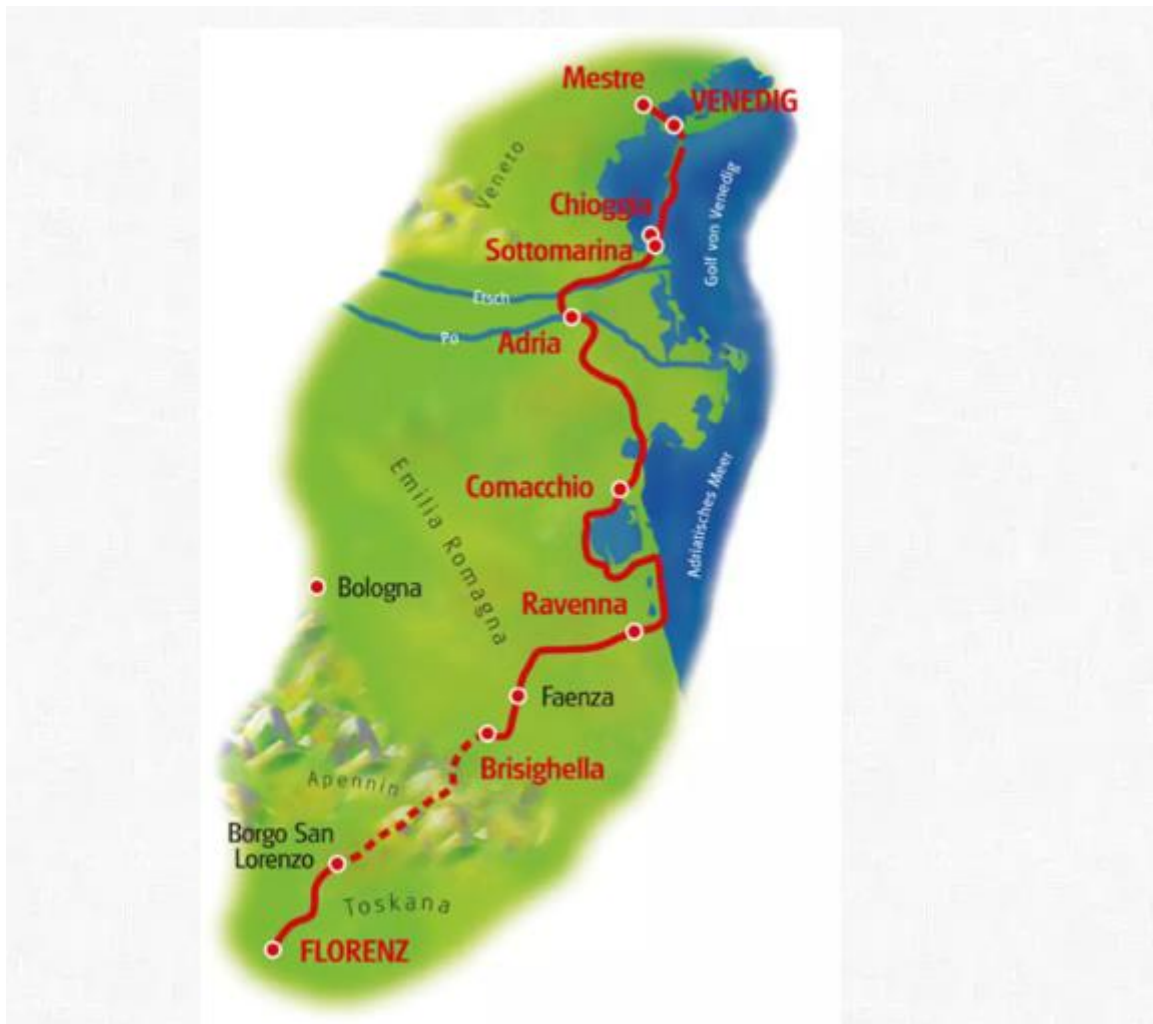 Mestre
VENEDIG
Veneto
Chioggia
Golf von Venedig
Sottomarina
Etsch
Po
Adria
Comacchio
Emilia Romagna
Adriatisches Meer
Bologna
Ravenna
Faenza
Brisighella
Apennin
Borgo San
Lorenzo
Toskana
FLORENZ